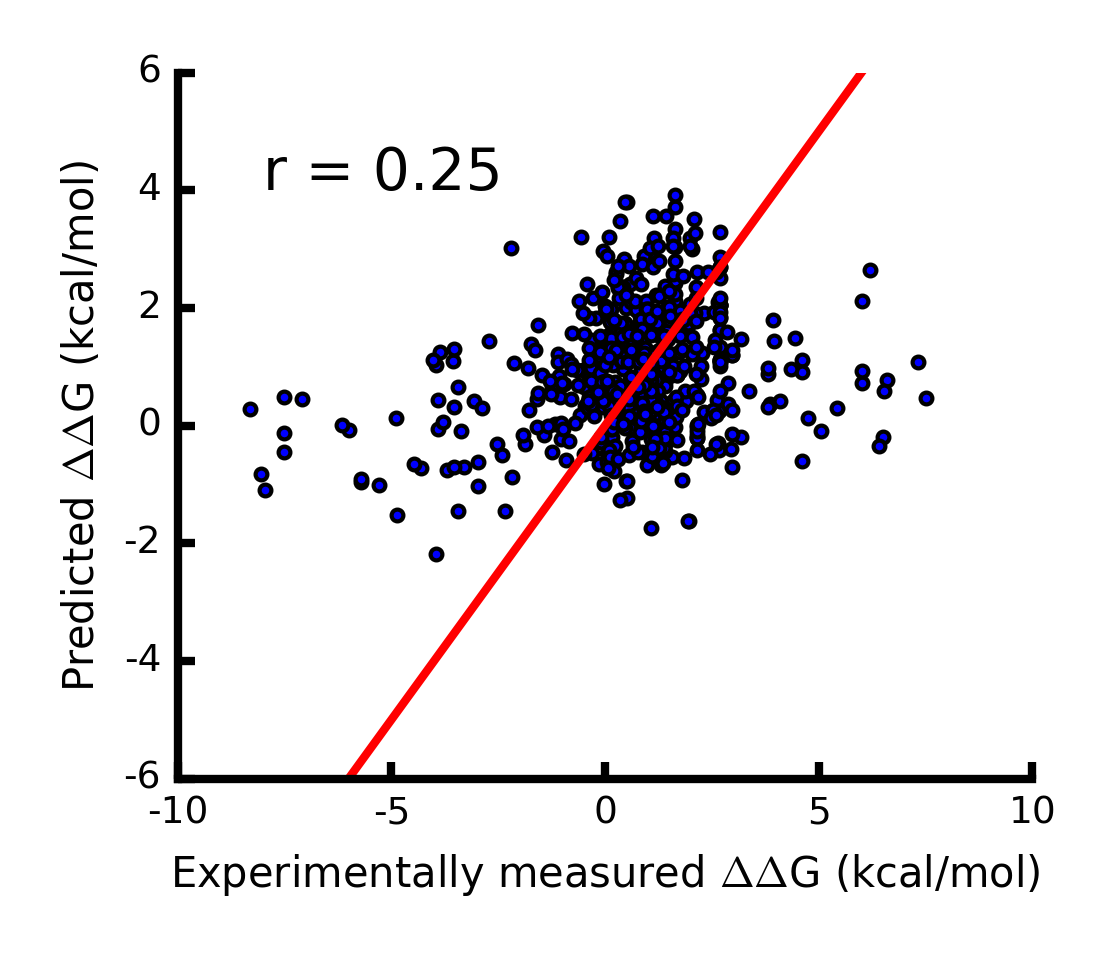 6
r = 0.25
4
2
0
-2
-4
-6
Predicted ΔΔG (kcal/mol)
-10 -5 0 5 10
Experimentally measured ΔΔG (kcal/mol)